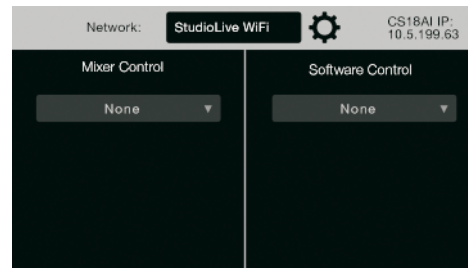 Network: StudioLive WiFi CS18AI IP:
10.5.199.63
Mixer Control Software Control
None ▼ None ▼